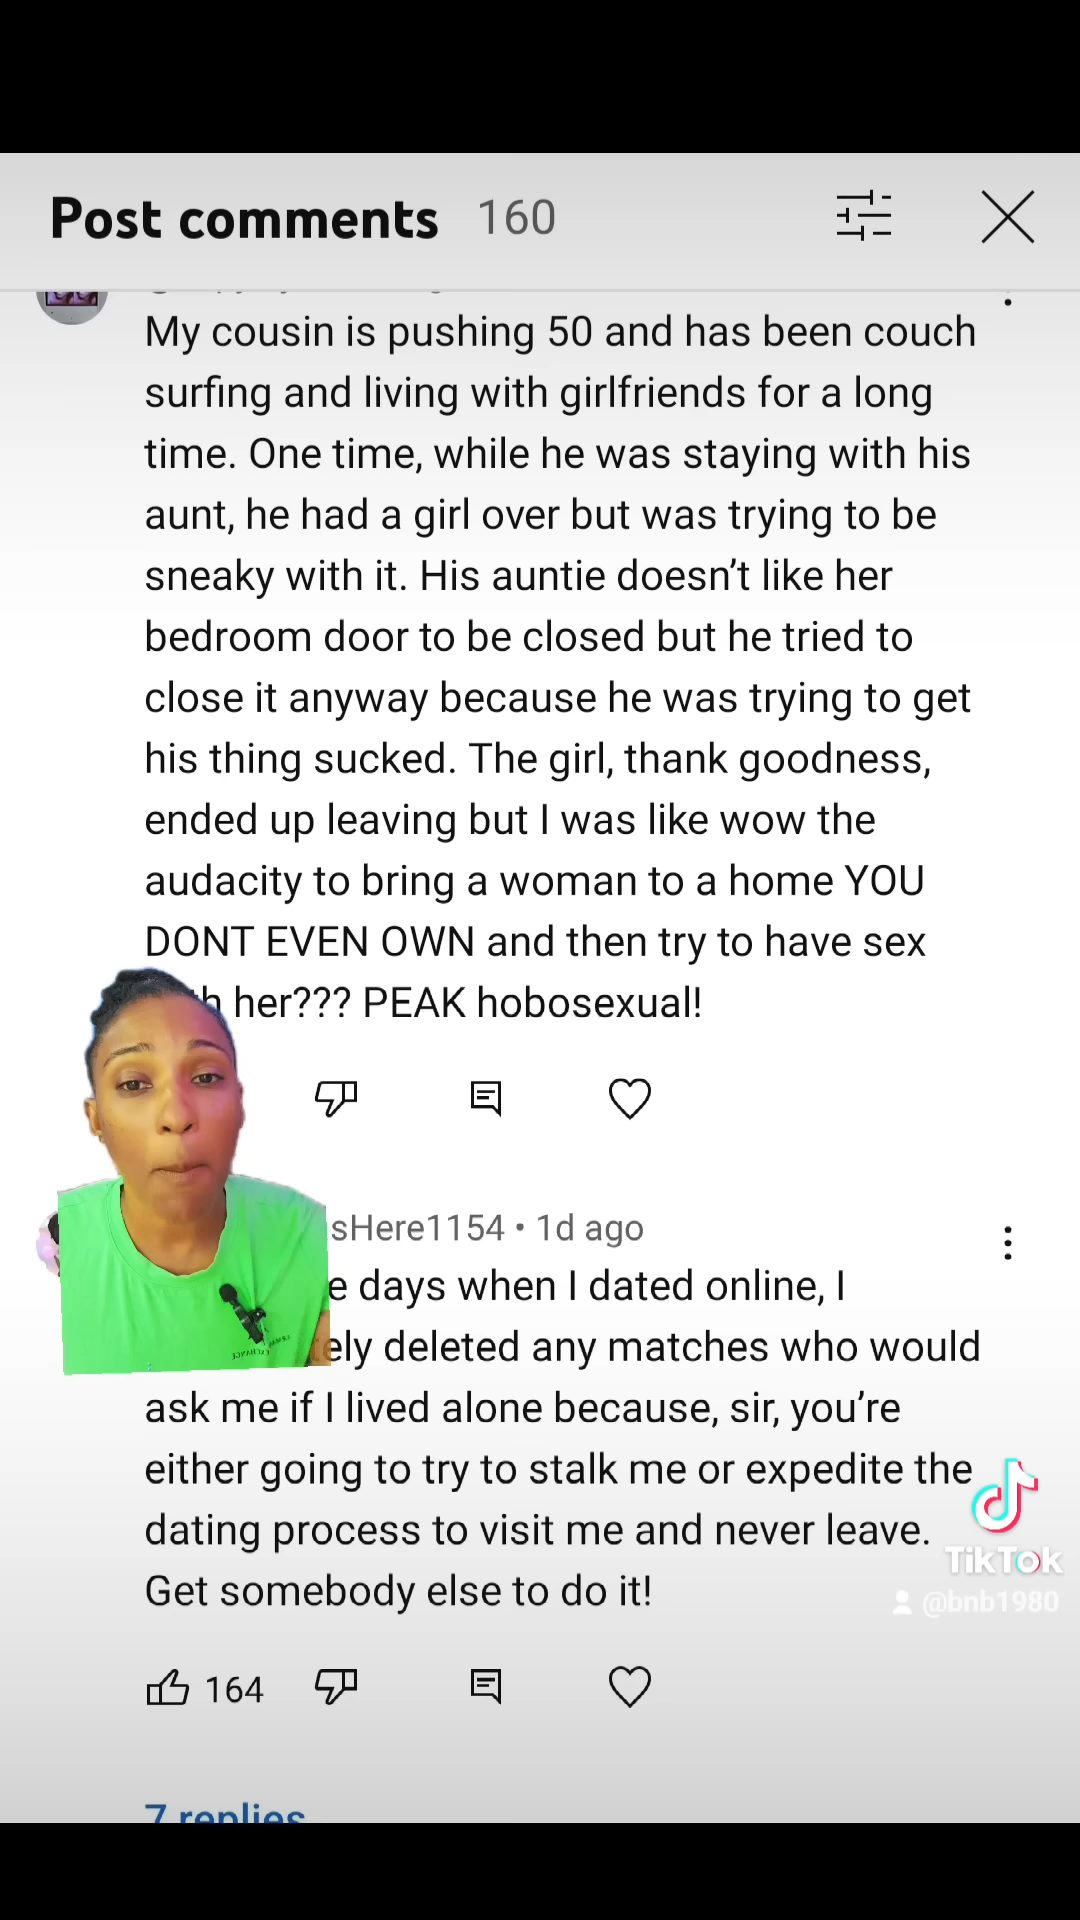 Post comments 160
My cousin is pushing 50 and has been couch
surfing and living with girlfriends for a long
time. One time, while he was staying with his
aunt, he had a girl over but was trying to be
sneaky with it. His auntie doesn’t like her
bedroom door to be closed but he tried to
close it anyway because he was trying to get
his thing sucked. The girl, thank goodness,
ended up leaving but I was like wow the
audacity to bring a woman to a home YOU
DONT EVEN OWN and then try to have sex
h her??? PEAK hobosexual!
sHere1154 • 1d ago
e days when I dated online, I
ely deleted any matches who would
ask me if I lived alone because, sir, you’re
either going to try to stalk me or expedite the
dating process to visit me and never leave.
Get somebody else to do it!
TikTok
@bnb1980
164
7 replies